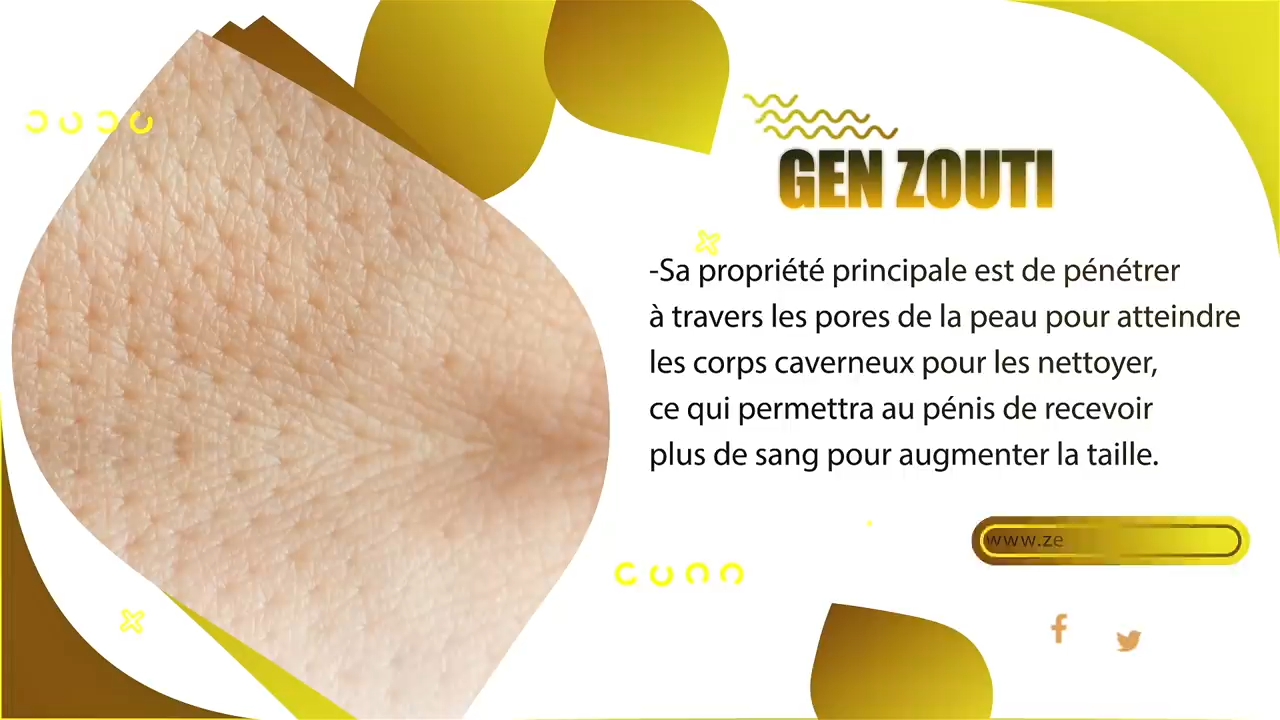 GEN ZOUTI
-Sa propriété principale est de pénétrer
à travers les pores de la peau pour atteindre
les corps caverneux pour les nettoyer,
ce qui permettra au pénis de recevoir
plus de sang pour augmenter la taille.
www.ze